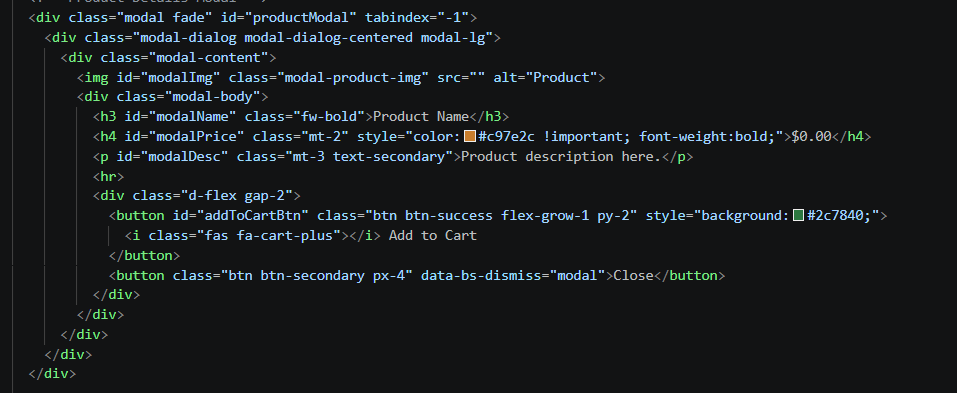 <div class="modal fade" id="productModal" tabindex="-1">
<div class="modal-dialog modal-dialog-centered modal-lg">
<div class="modal-content">
<img id="modalImg" class="modal-product-img" src="" alt="Product">
<div class="modal-body">
<h3 id="modalName" class="fw-bold">Product Name</h3>
<h4 id="modalPrice" class="mt-2" style="color:#c97e2c !important; font-weight:bold;">$0.00</h4>
<p id="modalDesc" class="mt-3 text-secondary">Product description here.</p>
<hr>
<div class="d-flex gap-2">
<button id="addToCartBtn" class="btn btn-success flex-grow-1 py-2" style="background:#2c7840;">
<i class="fas fa-cart-plus"></i> Add to Cart
</button>
<button class="btn btn-secondary px-4" data-bs-dismiss="modal">Close</button>
</div>
</div>
</div>
</div>
</div>